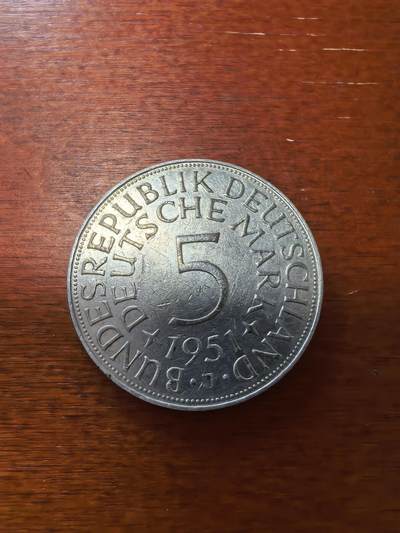 BUNDESREPUBLIK DEUTSCHLAND
DEUTSCHE MARK
5
1951
J